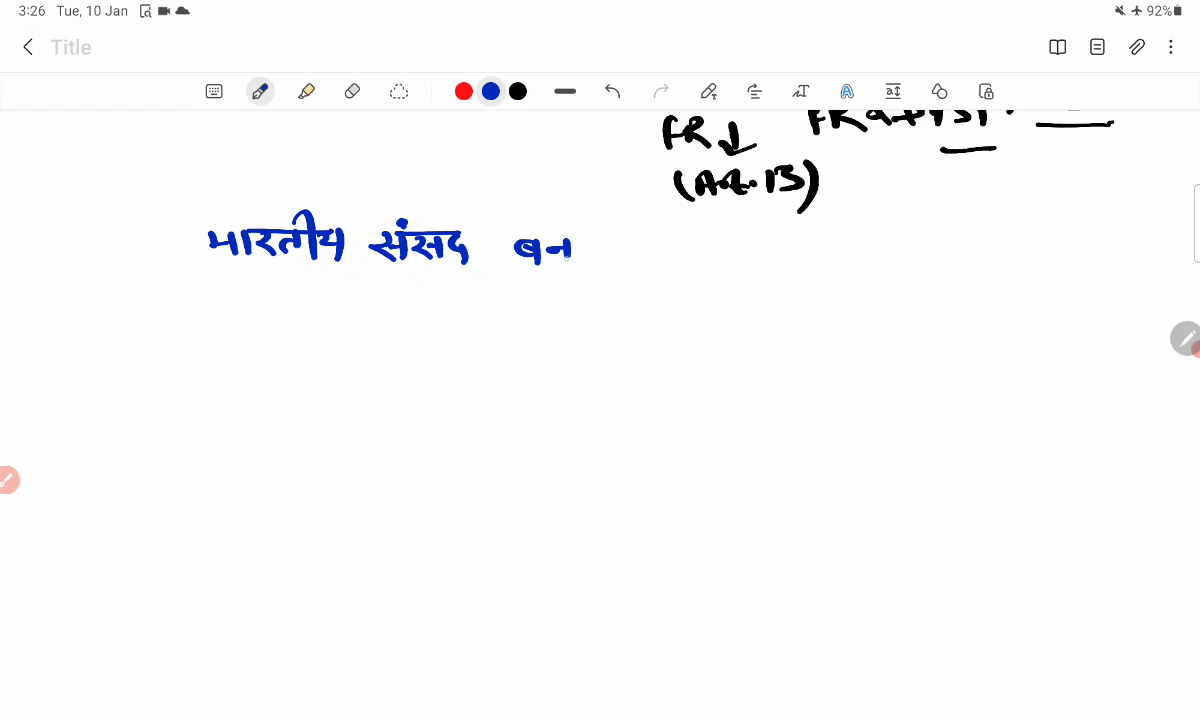 3:26 Tue, 10 Jan 92%
Title
FR
(Art. 13)
भारतीय संसद बन